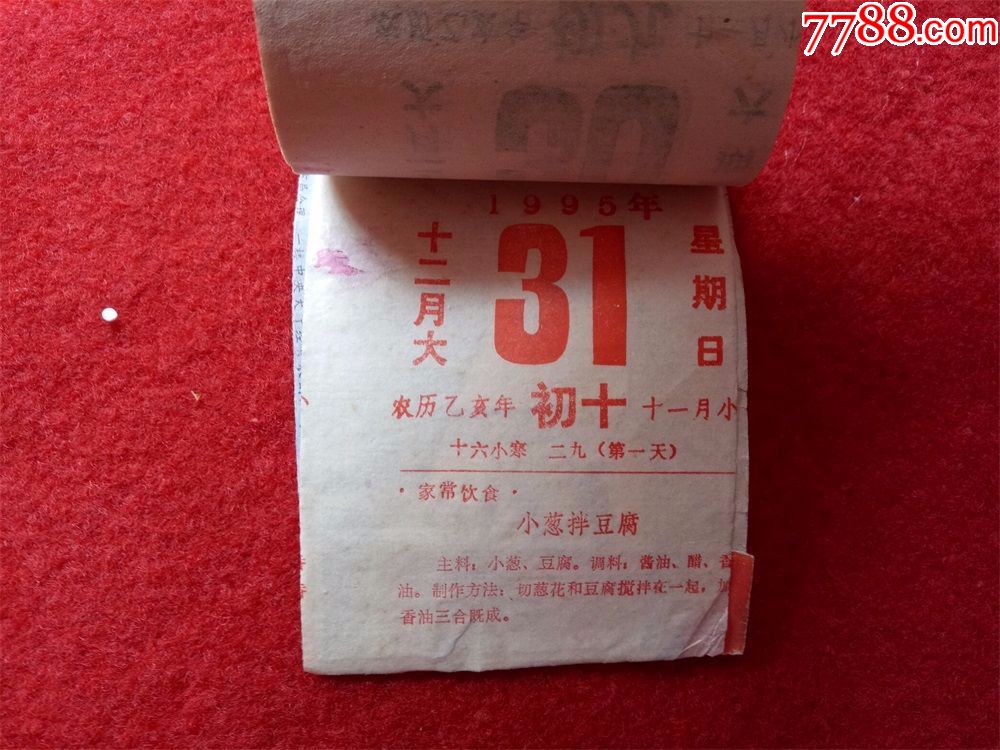 7788.com
1995年
十二月大
31
星期日
农历乙亥年 初十 十一月小
十六小寒 二九（第一天）
·家常饮食·
小葱拌豆腐
主料：小葱、豆腐。调料：酱油、醋、香
油。制作方法：切葱花和豆腐搅拌在一起，加
香油三合既成。